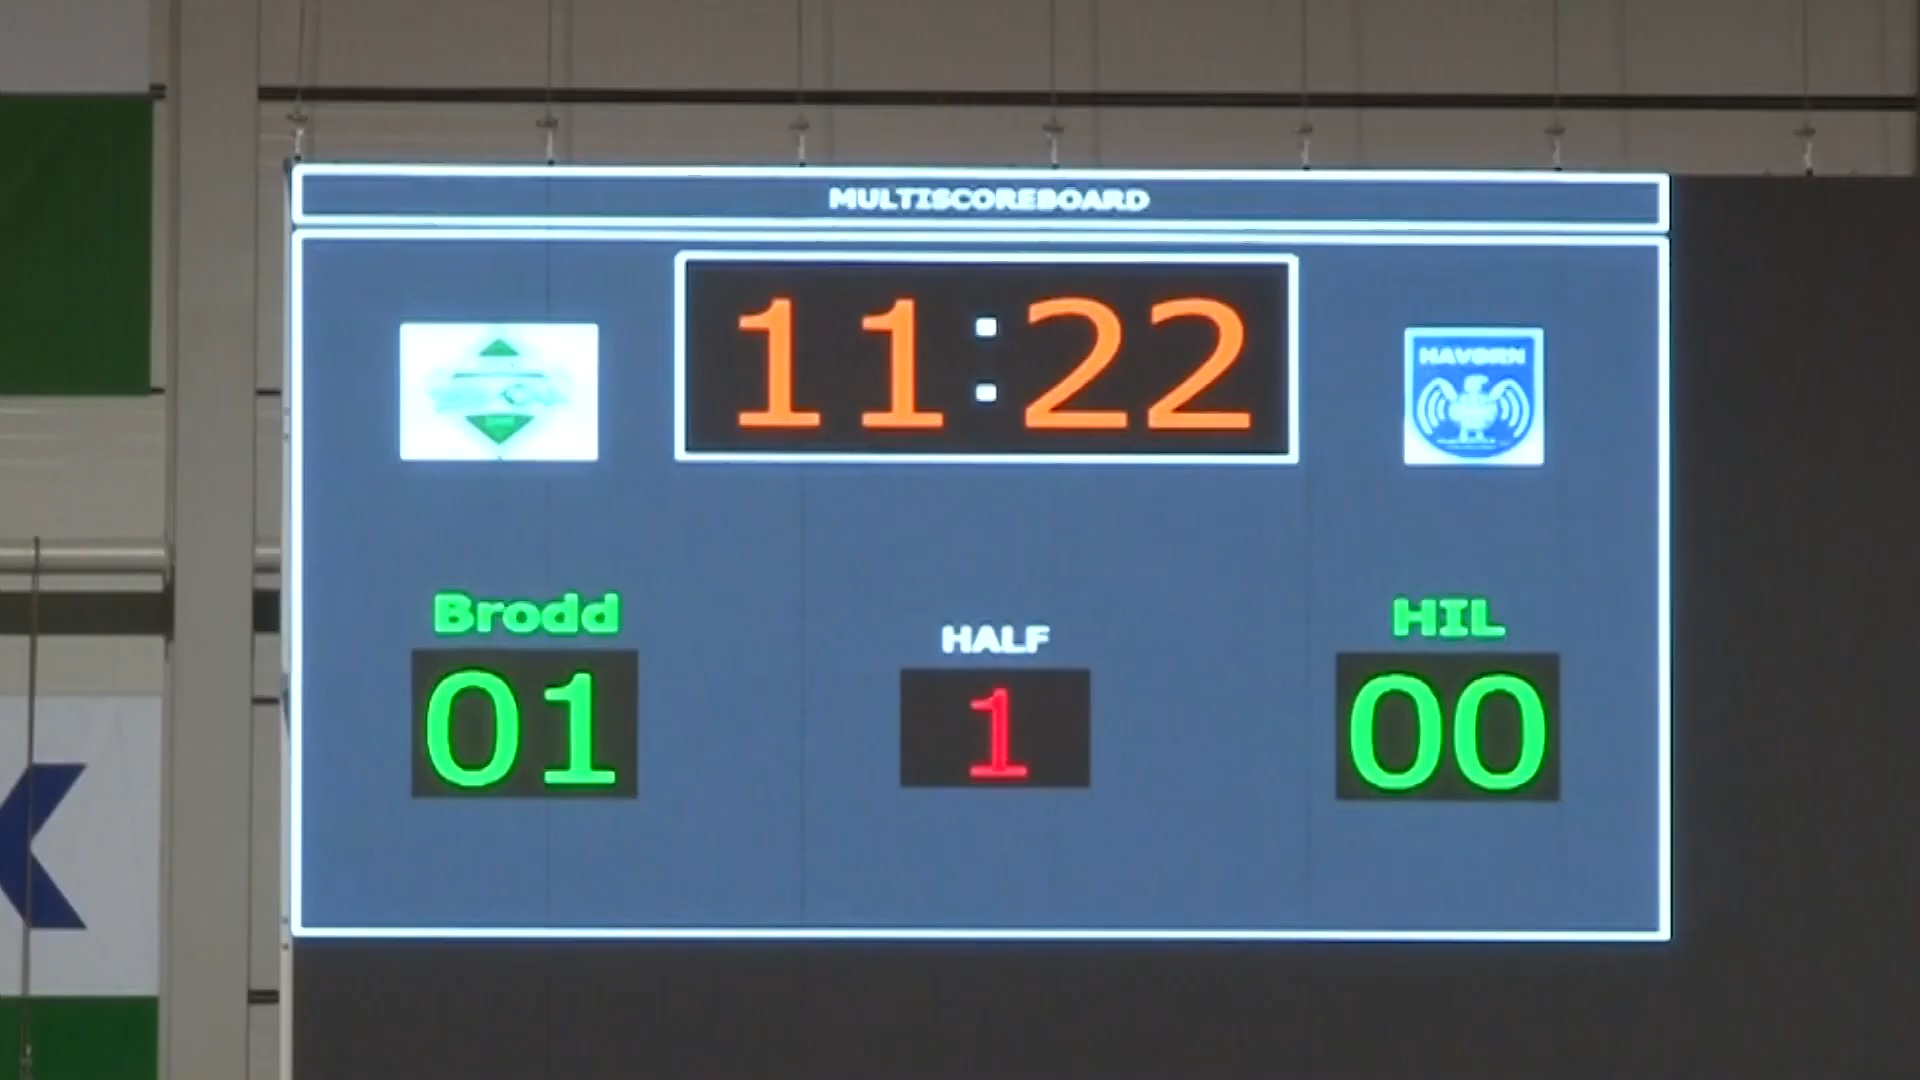 MULTISCOREBOARD
11:22
HAVØRN
Brodd
HALF
HIL
01
1
00